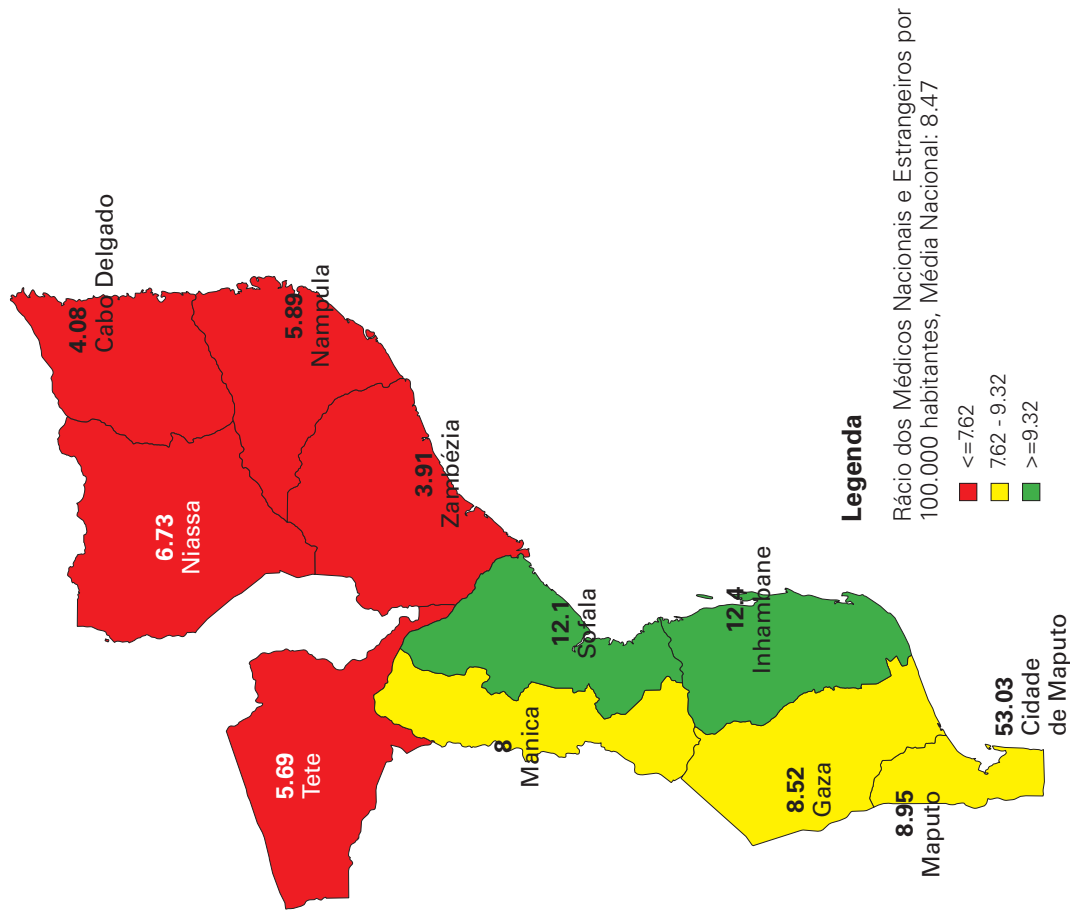 4.08
Cabo Delgado
6.73
Niassa
5.89
Nampula
3.91
Zambézia
5.69
Tete
12.1
Sofala
8
Manica
12.4
Inhambane
8.52
Gaza
8.95
Maputo
53.03
Cidade
de Maputo
Legenda
Rácio dos Médicos Nacionais e Estrangeiros por
100.000 habitantes, Média Nacional: 8.47
<=7.62
7.62 - 9.32
>=9.32